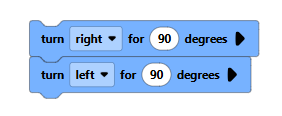 turn right for 90 degrees
turn left for 90 degrees